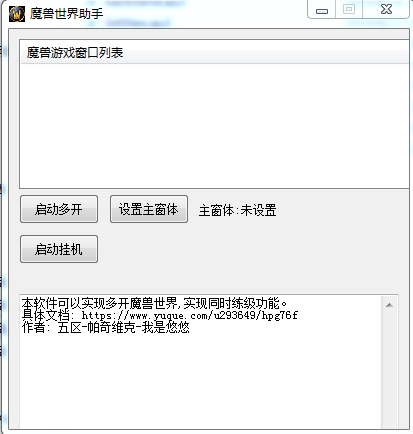 魔兽世界助手
魔兽游戏窗口列表
启动多开
设置主窗体
主窗体:未设置
启动挂机
本软件可以实现多开魔兽世界,实现同时练级功能。
具体文档: https://www.yuque.com/u293649/hpg76f
作者: 五区-帕奇维克-我是悠悠